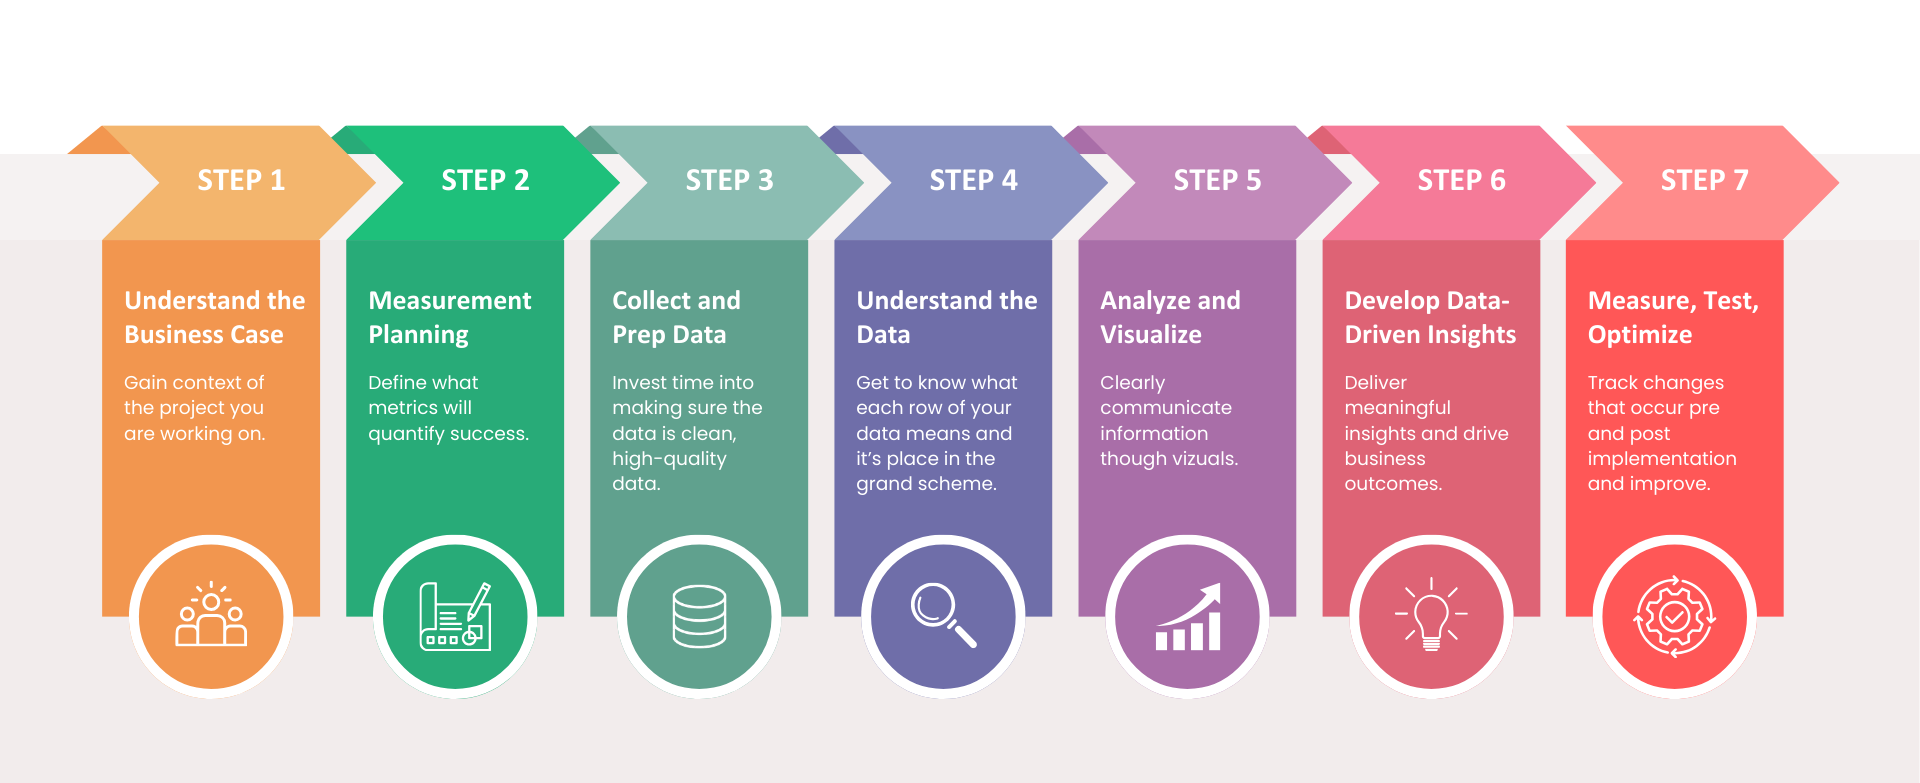 STEP 1
Understand the
Business Case
Gain context of
the project you
are working on.
STEP 2
Measurement
Planning
Define what
metrics will
quantify success.
STEP 3
Collect and
Prep Data
Invest time into
making sure the
data is clean,
high-quality
data.
STEP 4
Understand the
Data
Get to know what
each row of your
data means and
it’s place in the
grand scheme.
STEP 5
Analyze and
Visualize
Clearly
communicate
information
though vizuals.
STEP 6
Develop Data-
Driven Insights
Deliver
meaningful
insights and drive
business
outcomes.
STEP 7
Measure, Test,
Optimize
Track changes
that occur pre
and post
implementation
and improve.